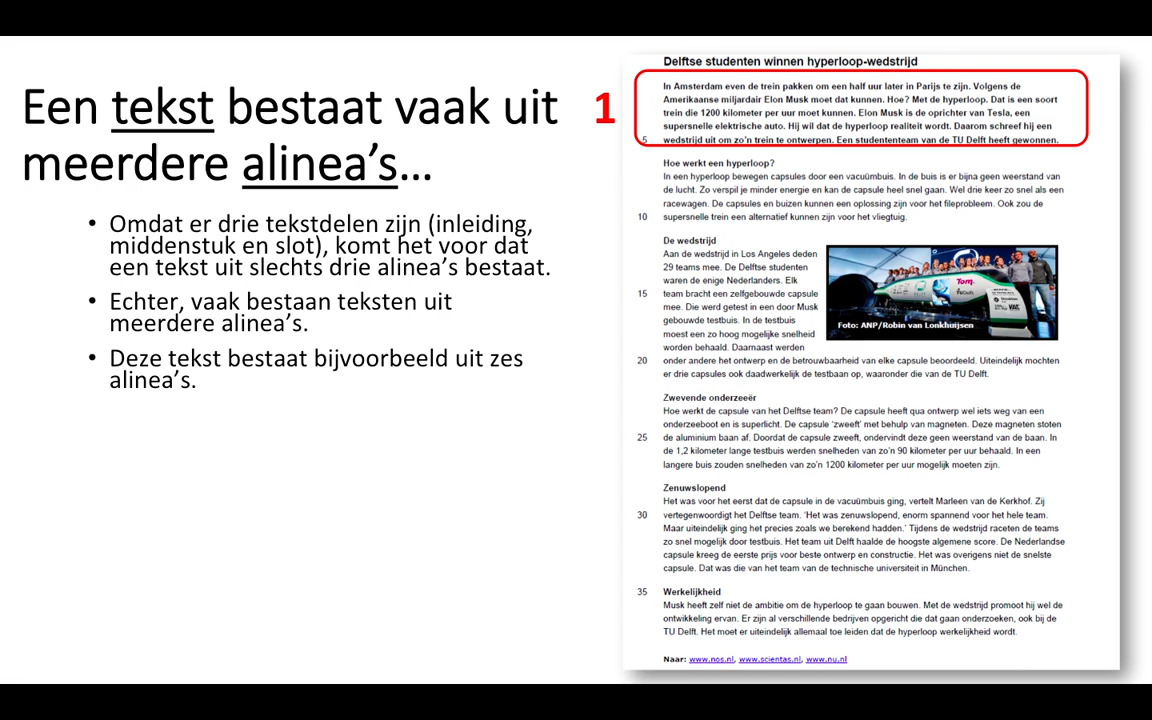 Een tekst bestaat vaak uit
meerdere alinea's...
• Omdat er drie tekstdelen zijn (inleiding,
middenstuk en slot), komt het voor dat
een tekst uit slechts drie alinea's bestaat.
• Echter, vaak bestaan teksten uit
meerdere alinea's.
• Deze tekst bestaat bijvoorbeeld uit zes
alinea's.
1
Delftse studenten winnen hyperloop-wedstrijd
In Amsterdam even de trein pakken om een half uur later in Parijs te zijn. Volgens de
Amerikaanse miljardair Elon Musk moet dat kunnen. Hoe? Met de hyperloop. Dat is een soort
trein die 1200 kilometer per uur moet kunnen. Elon Musk is de oprichter van Tesla, een
supersnelle elektrische auto. Hij wil dat de hyperloop realiteit wordt. Daarom schreef hij een
5 wedstrijd uit om zo'n trein te ontwerpen. Een studententeam van de TU Delft heeft gewonnen.
Hoe werkt een hyperloop?
In een hyperloop bewegen capsules door een vacuümbuis. In de buis is er bijna geen weerstand van
de lucht. Zo verspil je minder energie en kan de capsule heel snel gaan. Wel drie keer zo snel als een
racewagen. De capsules en buizen kunnen een oplossing zijn voor het fileprobleem. Ook zou de
10 supersnelle trein een alternatief kunnen zijn voor het vliegtuig.
De wedstrijd
Aan de wedstrijd in Los Angeles deden
29 teams mee. De Delftse studenten
waren de enige Nederlanders. Elk
15 team bracht een zelfgebouwde capsule
mee. Die werd getest in een door Musk
gebouwde testbuis. In de testbuis
moest een zo hoog mogelijke snelheid
worden behaald. Daarnaast werden
20 onder andere het ontwerp en de betrouwbaarheid van elke capsule beoordeeld. Uiteindelijk mochten
er drie capsules ook daadwerkelijk de testbaan op, waaronder die van de TU Delft.
Tom
Foto: ANP/Robin van Lonkhuijsen
Zwevende onderzeeër
Hoe werkt de capsule van het Delftse team? De capsule heeft qua ontwerp wel iets weg van een
onderzeeboot en is superlicht. De capsule 'zweeft' met behulp van magneten. Deze magneten stoten
25 de aluminium baan af. Doordat de capsule zweeft, ondervindt deze geen weerstand van de baan. In
de 1,2 kilometer lange testbuis werden snelheden van zo'n 90 kilometer per uur behaald. In een
langere buis zouden snelheden van zo'n 1200 kilometer per uur mogelijk moeten zijn.
Zenuwslopend
Het was voor het eerst dat de capsule in de vacuümbuis ging, vertelt Marleen van de Kerkhof. Zij
30 vertegenwoordigt het Delftse team. 'Het was zenuwslopend, enorm spannend voor het hele team.
Maar uiteindelijk ging het precies zoals we berekend hadden.' Tijdens de wedstrijd raceten de teams
zo snel mogelijk door testbuis. Het team uit Delft haalde de hoogste algemene score. De Nederlandse
capsule kreeg de eerste prijs voor beste ontwerp en constructie. Het was overigens niet de snelste
capsule. Dat was die van het team van de technische universiteit in München.
35 Werkelijkheid
Musk heeft zelf niet de ambitie om de hyperloop te gaan bouwen. Met de wedstrijd promoot hij wel de
ontwikkeling ervan. Er zijn al verschillende bedrijven opgericht die dat gaan onderzoeken, ook bij de
TU Delft. Het moet er uiteindelijk allemaal toe leiden dat de hyperloop werkelijkheid wordt.
Naar: www.nos.nl, www.scientas.nl, www.nu.nl